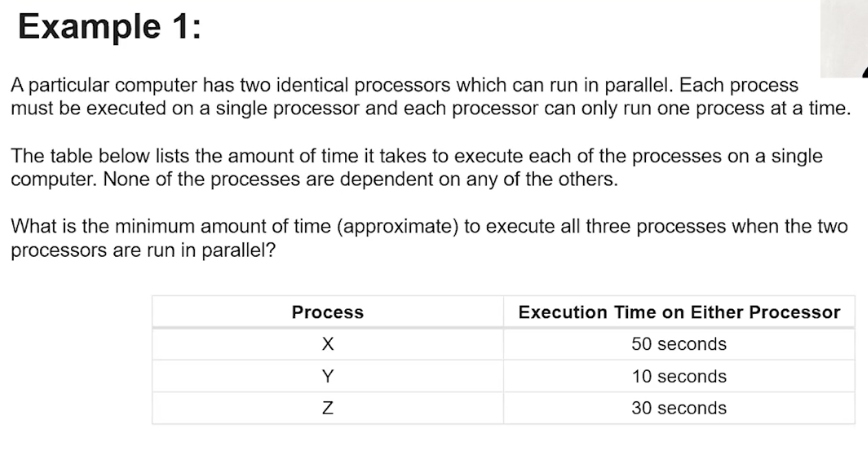 Example 1:
A particular computer has two identical processors which can run in parallel. Each process
must be executed on a single processor and each processor can only run one process at a time.
The table below lists the amount of time it takes to execute each of the processes on a single
computer. None of the processes are dependent on any of the others.
What is the minimum amount of time (approximate) to execute all three processes when the two
processors are run in parallel?
Process Execution Time on Either Processor
X 50 seconds
Y 10 seconds
Z 30 seconds